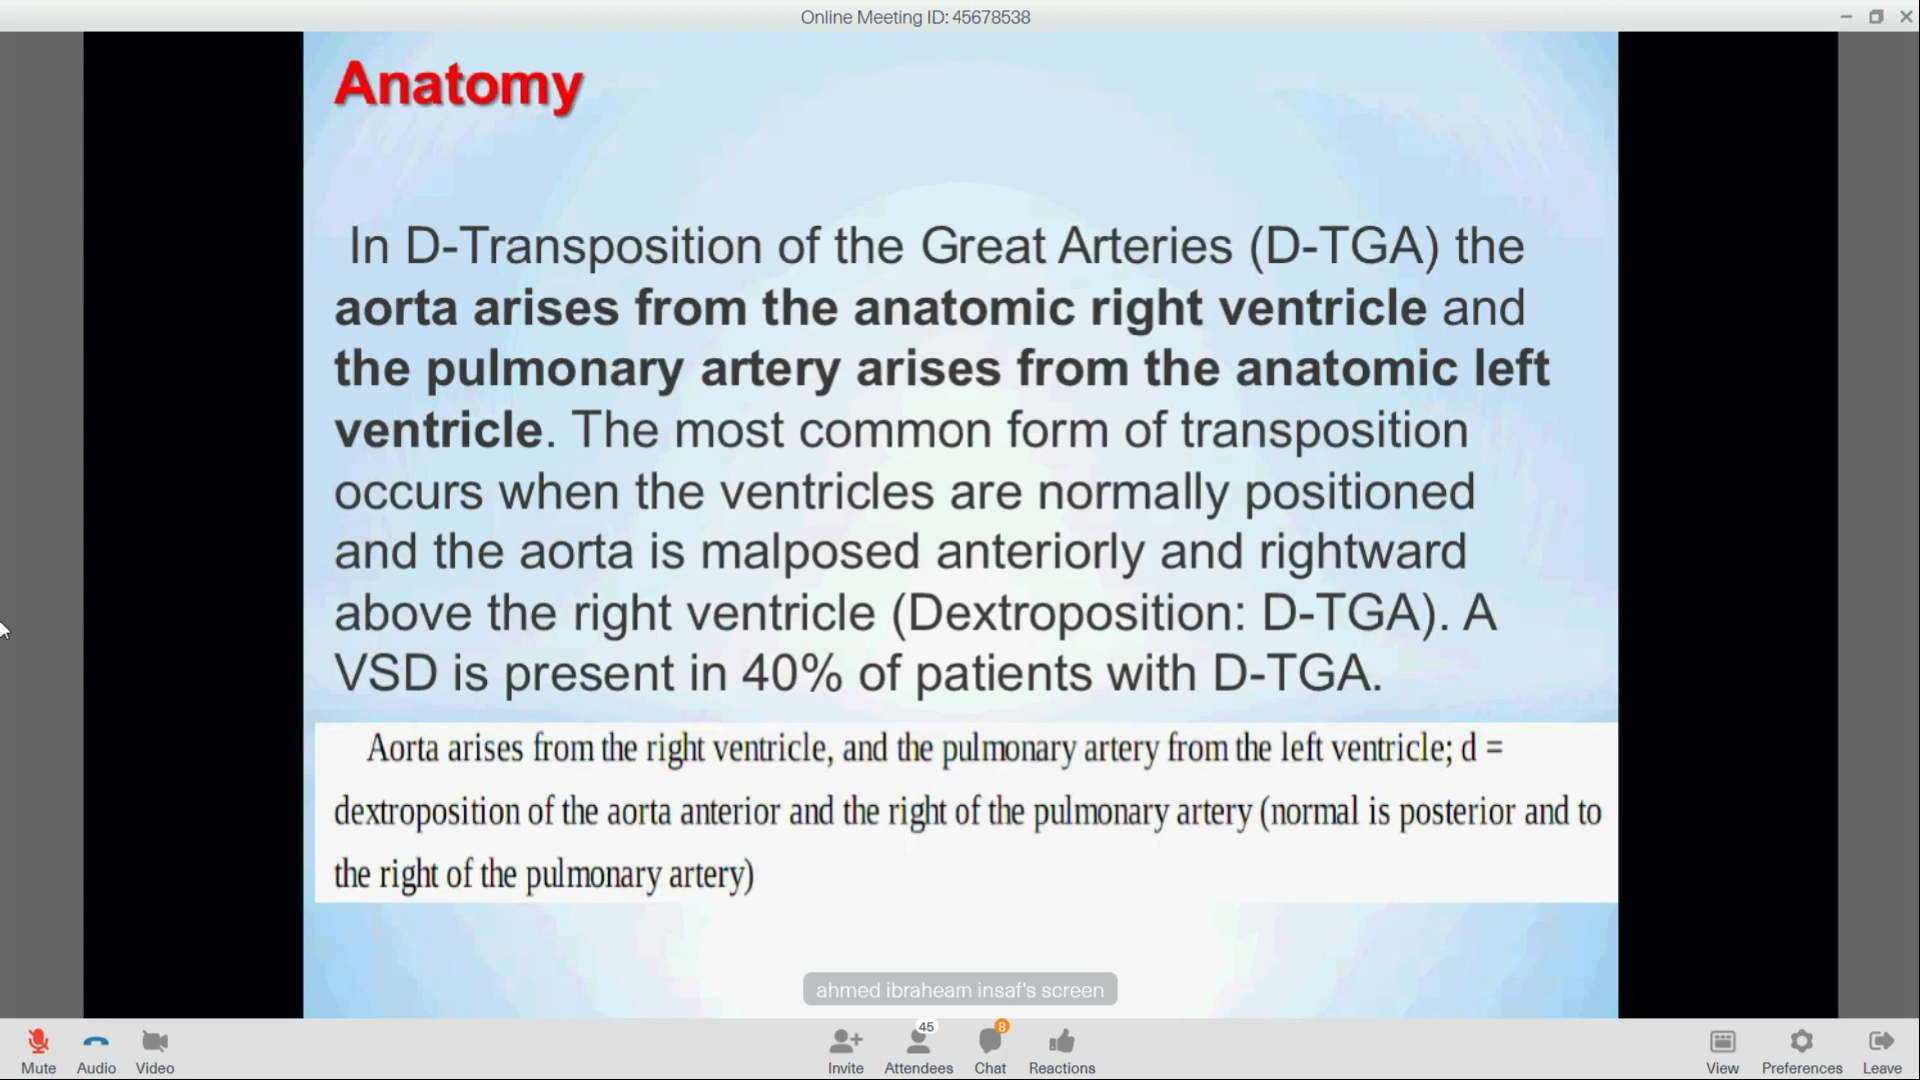 Online Meeting ID: 45678538
Anatomy
In D-Transposition of the Great Arteries (D-TGA) the
aorta arises from the anatomic right ventricle and
the pulmonary artery arises from the anatomic left
ventricle. The most common form of transposition
occurs when the ventricles are normally positioned
and the aorta is malposed anteriorly and rightward
above the right ventricle (Dextroposition: D-TGA). A
VSD is present in 40% of patients with D-TGA.
Aorta arises from the right ventricle, and the pulmonary artery from the left ventricle; d =
dextroposition of the aorta anterior and the right of the pulmonary artery (normal is posterior and to
the right of the pulmonary artery)
ahmed ibraheam insaf's screen
45
8
Mute Audio Video Invite Attendees Chat Reactions View Preferences Leave